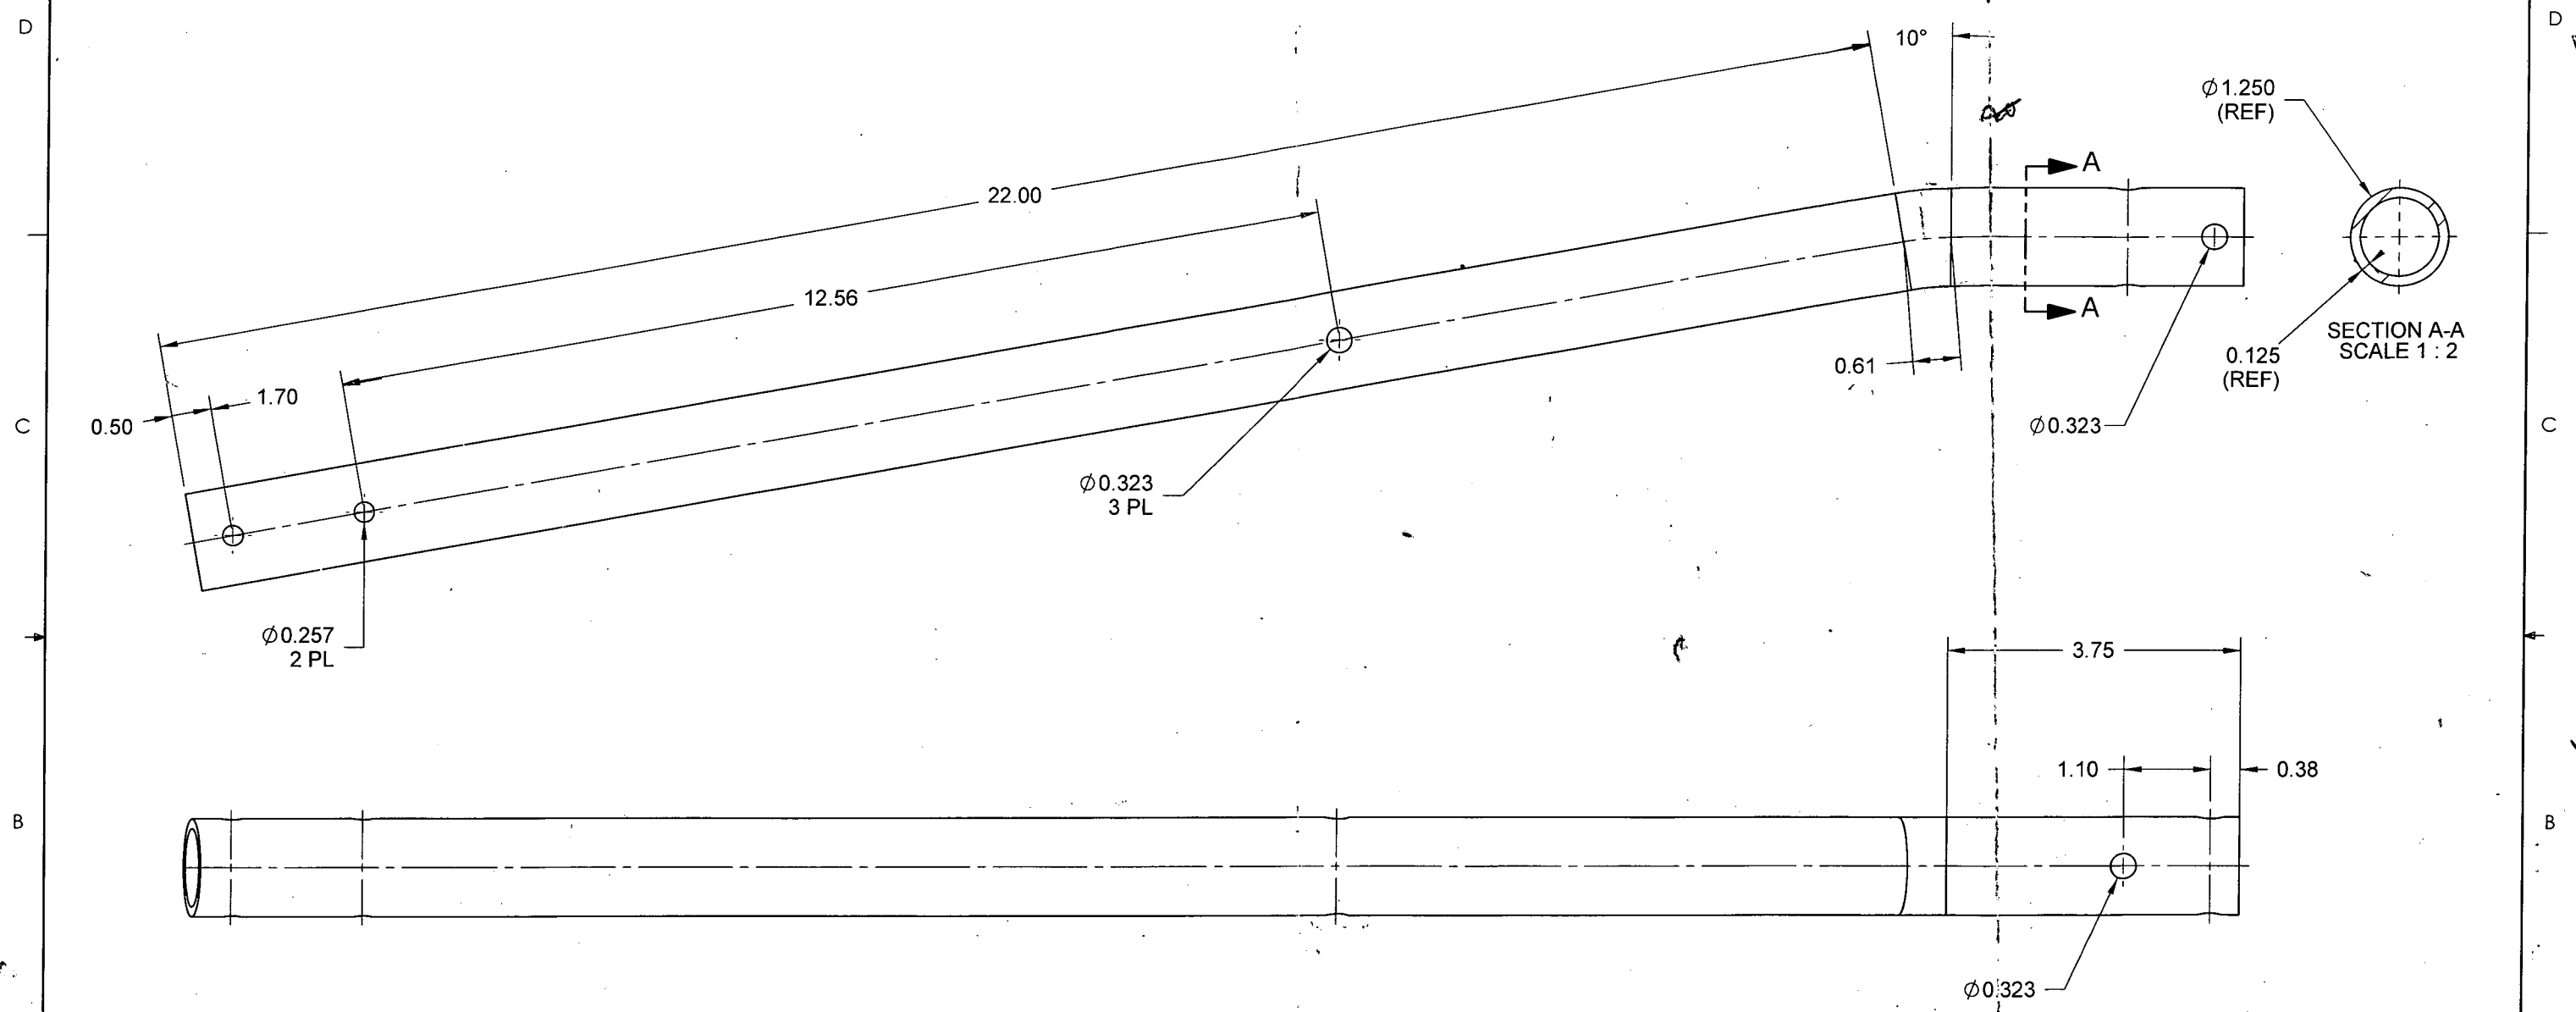 D
D
10°
Ø1.250
(REF)
A
22.00
12.56
A
SECTION A-A
SCALE 1 : 2
0.125
(REF)
0.61
1.70
0.50
C
C
Ø0.323
Ø0.323
3 PL
Ø0.257
2 PL
3.75
1.10
0.38
B
B
Ø0.323